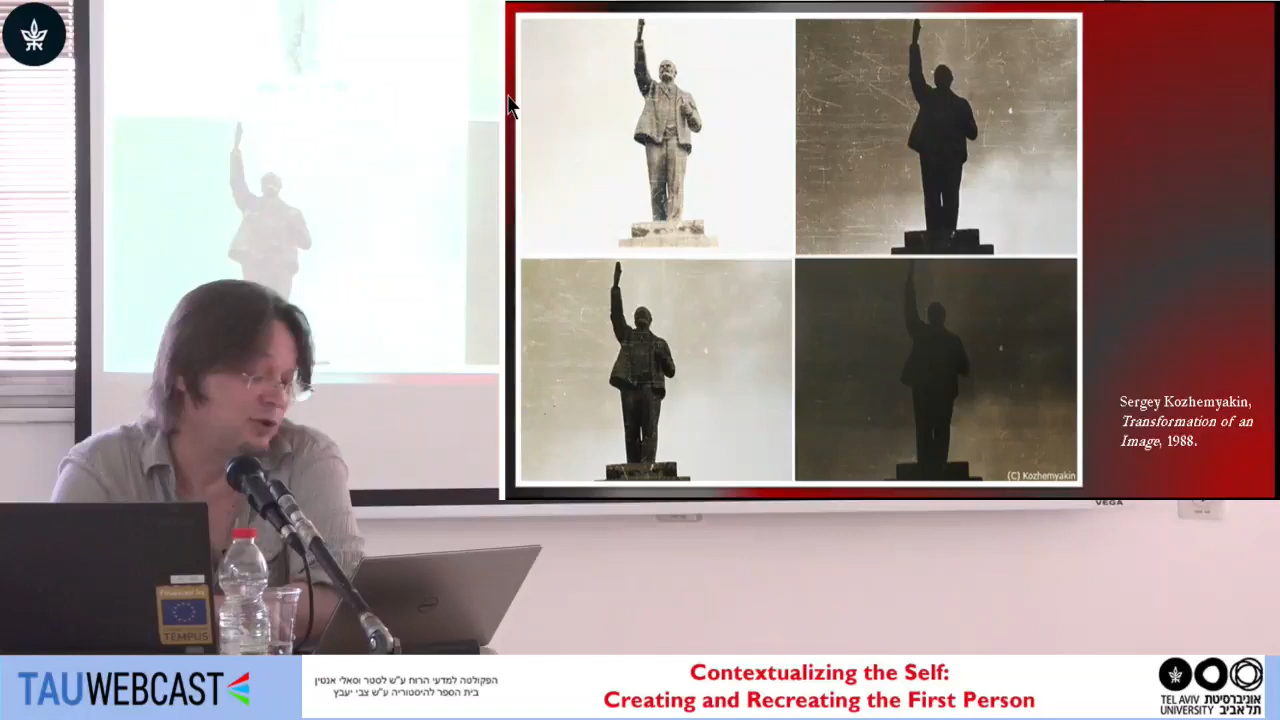 Sergey Kozhemyakin,
Transformation of an
Image, 1988.
(C) Kozhemyakin
VEGA
TEMPUS
TAUWEBCAST
הפקולטה למדעי הרוח ע"ש לסטר וסאלי אנטין
בית הספר להיסטוריה ע"ש צבי יעבץ
Contextualizing the Self:
Creating and Recreating the First Person
TEL AVIV אוניברסיטת
UNIVERSITY תל אביב